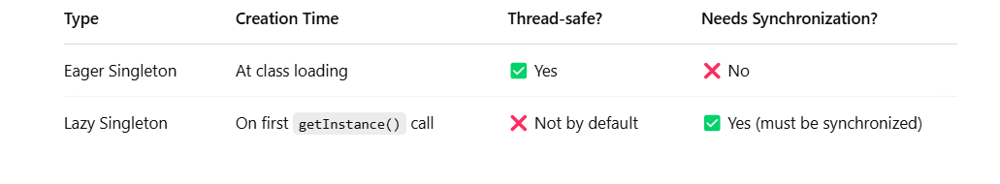 Type Creation Time Thread-safe? Needs Synchronization?
Eager Singleton At class loading ✅ Yes ❌ No
Lazy Singleton On first getInstance() call ❌ Not by default ✅ Yes (must be synchronized)